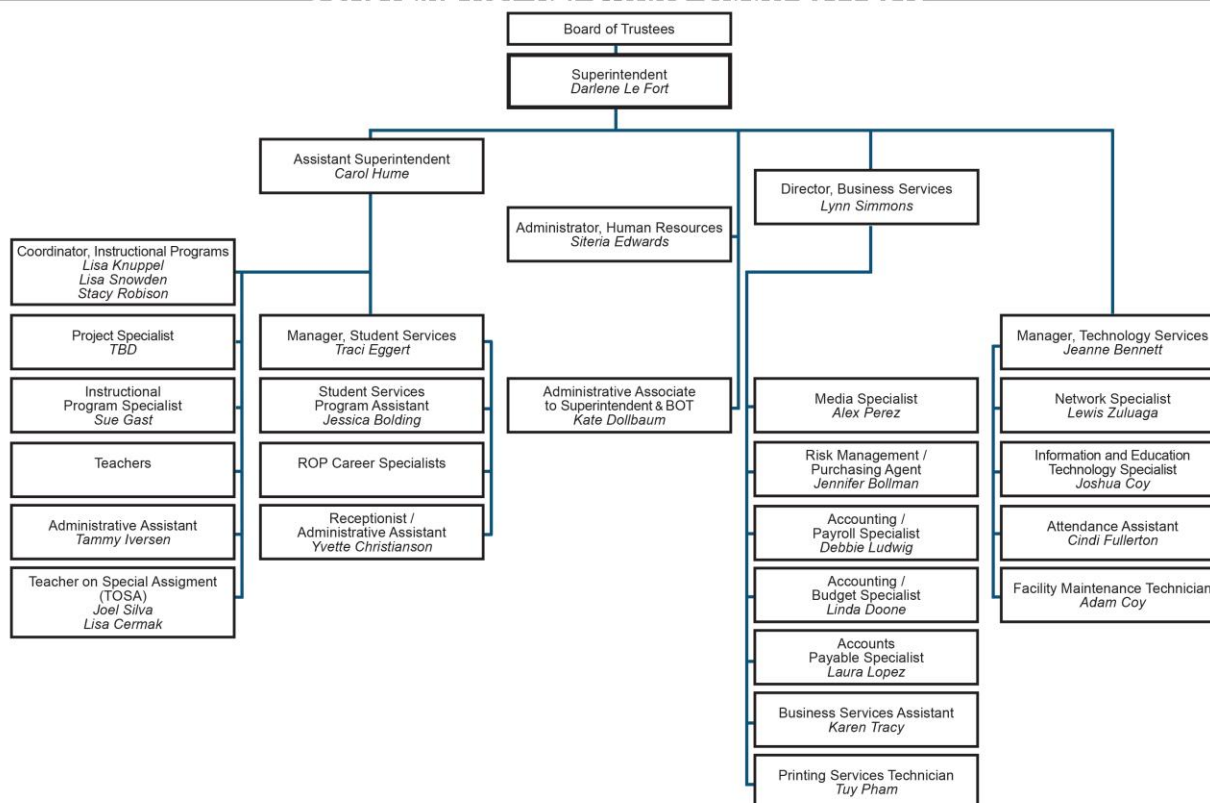 Board of Trustees
Superintendent
Darlene Le Fort
Assistant Superintendent
Carol Hume
Director, Business Services
Lynn Simmons
Administrator, Human Resources
Siteria Edwards
Coordinator, Instructional Programs
Lisa Knuppel
Lisa Snowden
Stacy Robison
Project Specialist
TBD
Instructional
Program Specialist
Sue Gast
Teachers
Administrative Assistant
Tammy Iversen
Teacher on Special Assigment
(TOSA)
Joel Silva
Lisa Cermak
Manager, Student Services
Traci Eggert
Student Services
Program Assistant
Jessica Bolding
ROP Career Specialists
Receptionist /
Administrative Assistant
Yvette Christianson
Administrative Associate
to Superintendent & BOT
Kate Dollbaum
Media Specialist
Alex Perez
Risk Management /
Purchasing Agent
Jennifer Bollman
Accounting /
Payroll Specialist
Debbie Ludwig
Accounting /
Budget Specialist
Linda Doone
Accounts
Payable Specialist
Laura Lopez
Business Services Assistant
Karen Tracy
Printing Services Technician
Tuy Pham
Manager, Technology Services
Jeanne Bennett
Network Specialist
Lewis Zuluaga
Information and Education
Technology Specialist
Joshua Coy
Attendance Assistant
Cindi Fullerton
Facility Maintenance Technician
Adam Coy